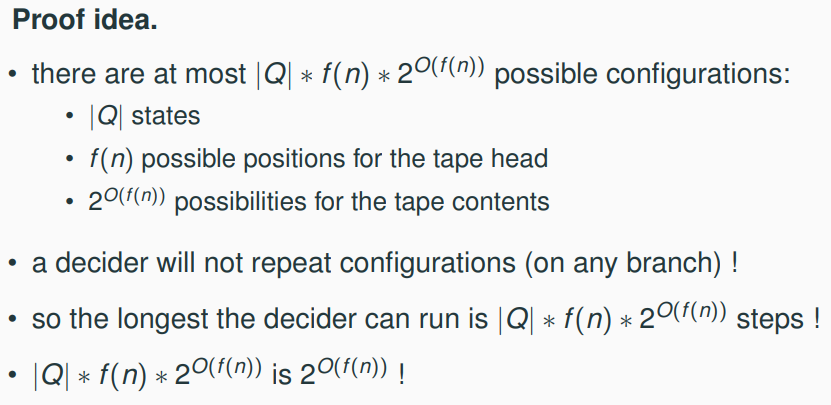 Proof idea.
• there are at most |Q| ∗ f(n) ∗ 2^{O(f(n))} possible configurations:
• |Q| states
• f(n) possible positions for the tape head
• 2^{O(f(n))} possibilities for the tape contents
• a decider will not repeat configurations (on any branch) !
• so the longest the decider can run is |Q| ∗ f(n) ∗ 2^{O(f(n))} steps !
• |Q| ∗ f(n) ∗ 2^{O(f(n))} is 2^{O(f(n))} !